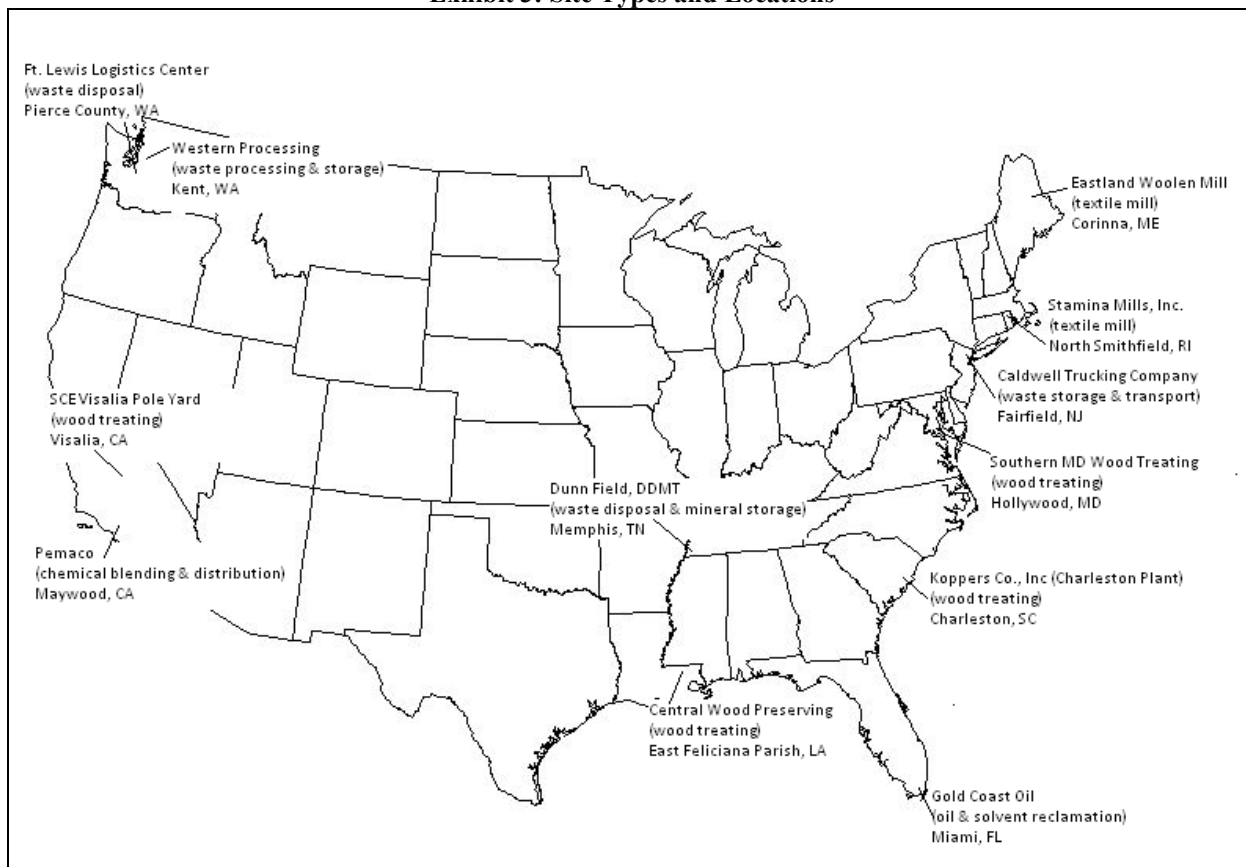 Exhibit 3: Site Types and Locations
Ft. Lewis Logistics Center
(waste disposal)
Pierce County, WA
Western Processing
(waste processing & storage)
Kent, WA
Eastland Woolen Mill
(textile mill)
Corinna, ME
Stamina Mills, Inc.
(textile mill)
North Smithfield, RI
Caldwell Trucking Company
(waste storage & transport)
Fairfield, NJ
SCE Visalia Pole Yard
(wood treating)
Visalia, CA
Southern MD Wood Treating
(wood treating)
Hollywood, MD
Dunn Field, DDMT
(waste disposal & mineral storage)
Memphis, TN
Pemaco
(chemical blending & distribution)
Maywood, CA
Koppers Co., Inc (Charleston Plant)
(wood treating)
Charleston, SC
Central Wood Preserving
(wood treating)
East Feliciana Parish, LA
Gold Coast Oil
(oil & solvent reclamation)
Miami, FL